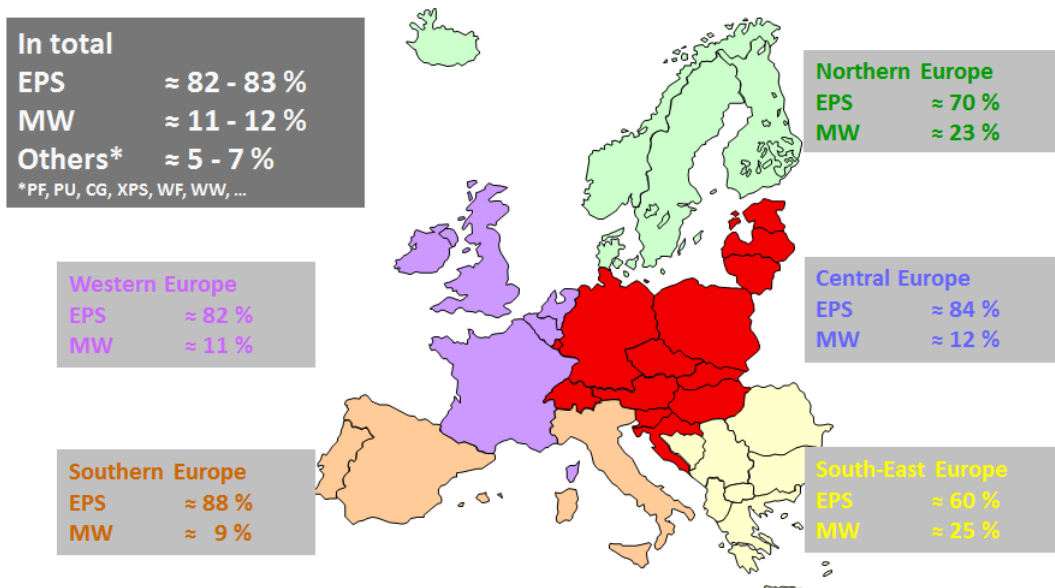 In total
EPS ≈ 82 - 83 %
MW ≈ 11 - 12 %
Others* ≈ 5 - 7 %
*PF, PU, CG, XPS, WF, WW, ...
Northern Europe
EPS ≈ 70 %
MW ≈ 23 %
Western Europe
EPS ≈ 82 %
MW ≈ 11 %
Central Europe
EPS ≈ 84 %
MW ≈ 12 %
Southern Europe
EPS ≈ 88 %
MW ≈ 9 %
South-East Europe
EPS ≈ 60 %
MW ≈ 25 %